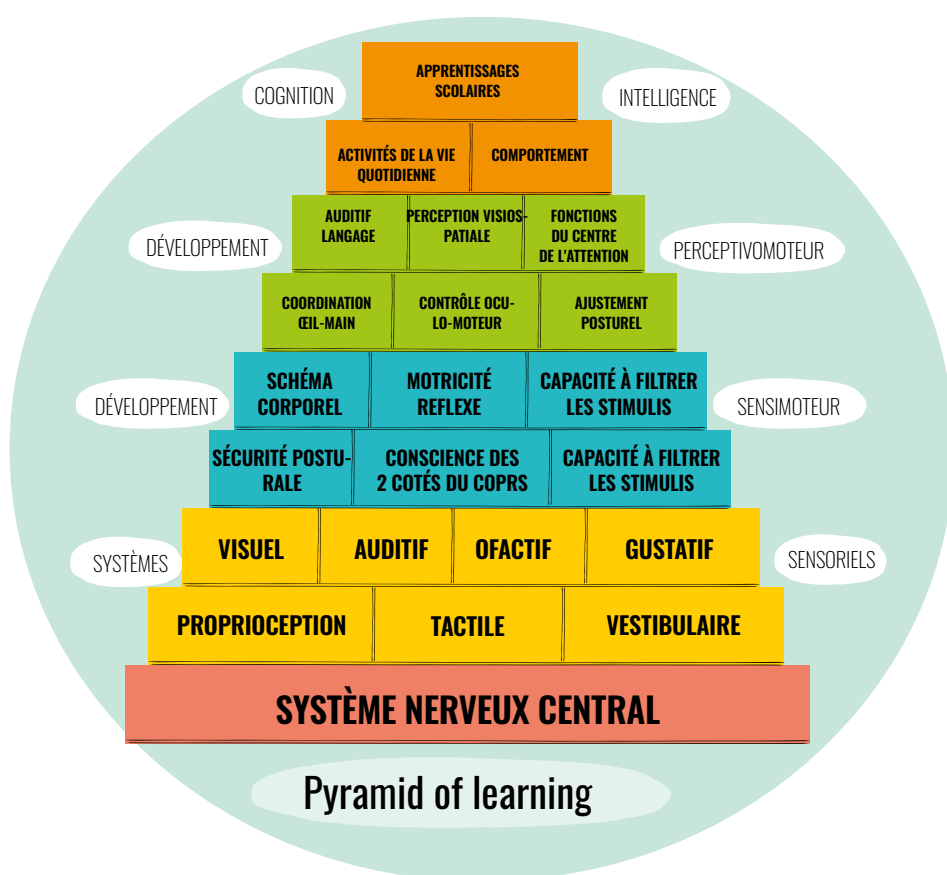 APPRENTISSAGES
SCOLAIRES
COGNITION
INTELLIGENCE
ACTIVITÉS DE LA VIE
QUOTIDIENNE
COMPORTEMENT
AUDITIF
LANGAGE
PERCEPTION VISIOS-
PATIALE
FONCTIONS
DU CENTRE
DE L'ATTENTION
DÉVELOPPEMENT
PERCEPTIVOMOTEUR
COORDINATION
ŒIL-MAIN
CONTRÔLE OCU-
LO-MOTEUR
AJUSTEMENT
POSTUREL
SCHÉMA
CORPOREL
MOTRICITÉ
REFLEXE
CAPACITÉ À FILTRER
LES STIMULIS
DÉVELOPPEMENT
SENSIMOTEUR
SÉCURITÉ POSTU-
RALE
CONSCIENCE DES
2 COTÉS DU COPRS
CAPACITÉ À FILTRER
LES STIMULIS
VISUEL
AUDITIF
OFACTIF
GUSTATIF
SYSTÈMES
SENSORIELS
PROPRIOCEPTION
TACTILE
VESTIBULAIRE
SYSTÈME NERVEUX CENTRAL
Pyramid of learning